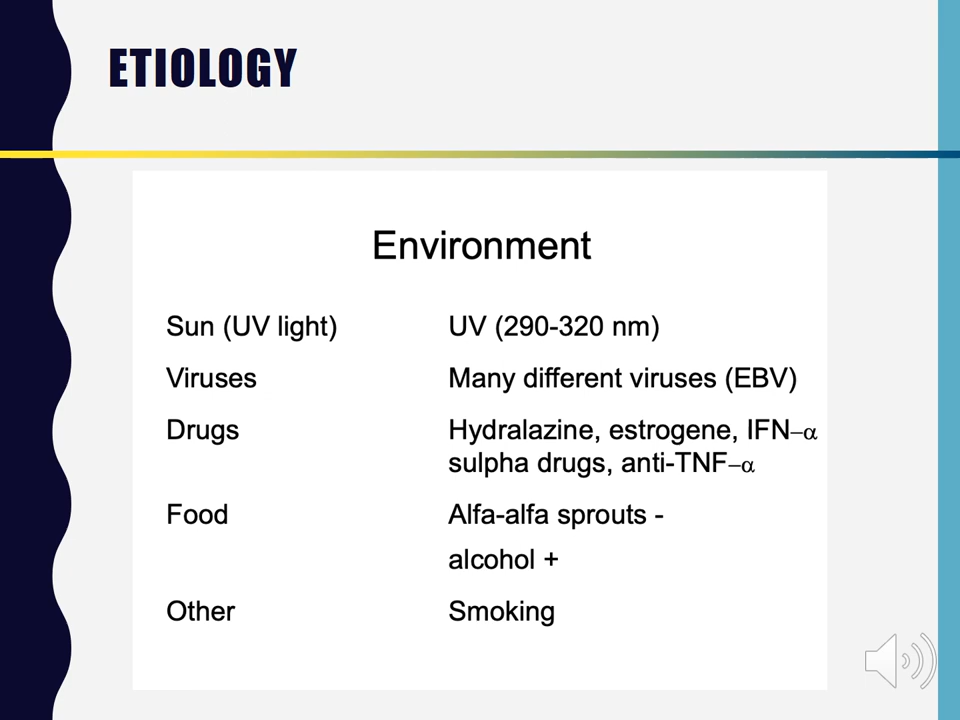 ETIOLOGY
Environment
Sun (UV light) UV (290-320 nm)
Viruses Many different viruses (EBV)
Drugs Hydralazine, estrogene, IFN–α
sulpha drugs, anti-TNF–α
Food Alfa-alfa sprouts -
alcohol +
Other Smoking